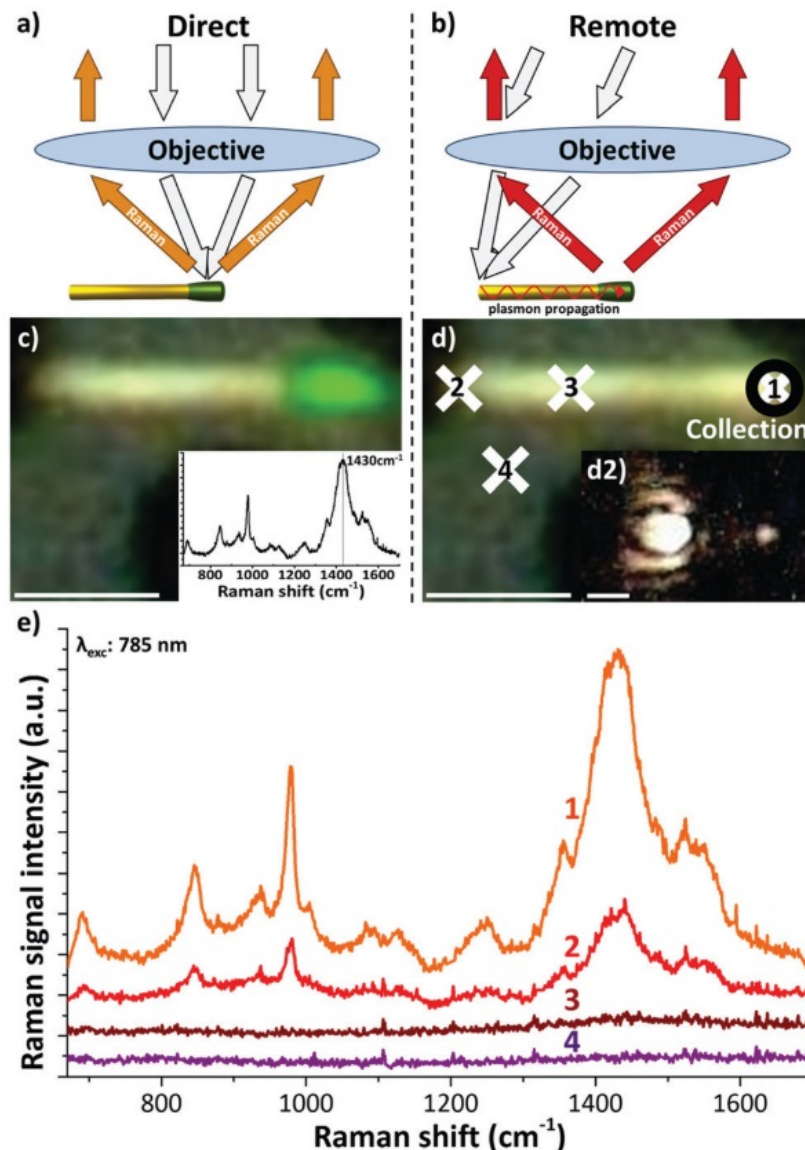 a) Direct
Objective
Raman Raman
b) Remote
Objective
Raman Raman
plasmon propagation
c)
1430cm⁻¹
800 1000 1200 1400 1600
Raman shift (cm⁻¹)
d)
2 3 1
Collection
4
d2)
e)
λexc: 785 nm
1
2
3
4
Raman signal intensity (a.u.)
800 1000 1200 1400 1600
Raman shift (cm⁻¹)